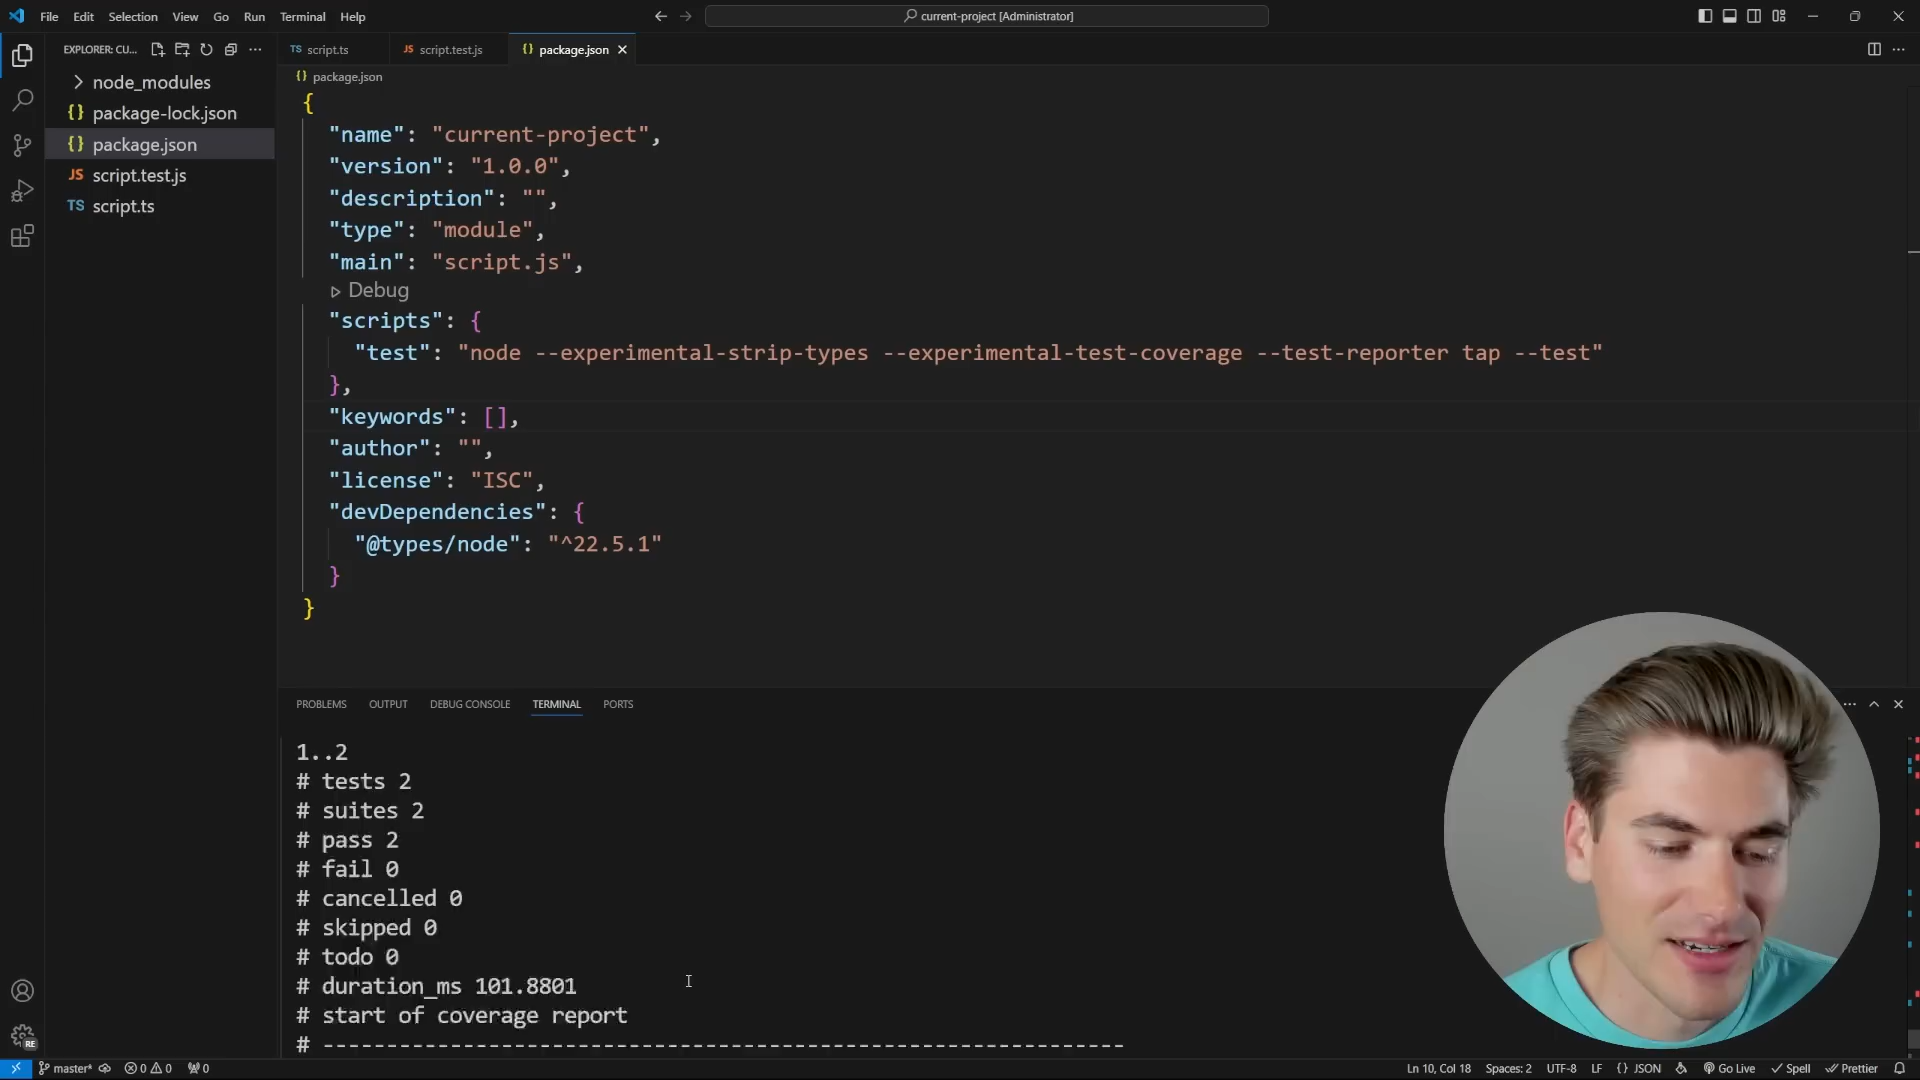 File Edit Selection View Go Run Terminal Help
current-project [Administrator]
EXPLORER: CU...
script.ts
script.test.js
package.json
node_modules
package-lock.json
package.json
script.test.js
script.ts
package.json
{
"name": "current-project",
"version": "1.0.0",
"description": "",
"type": "module",
"main": "script.js",
Debug
"scripts": {
"test": "node --experimental-strip-types --experimental-test-coverage --test-reporter tap --test"
},
"keywords": [],
"author": "",
"license": "ISC",
"devDependencies": {
"@types/node": "^22.5.1"
}
}
PROBLEMS OUTPUT DEBUG CONSOLE TERMINAL PORTS
1..2
# tests 2
# suites 2
# pass 2
# fail 0
# cancelled 0
# skipped 0
# todo 0
# duration_ms 101.8801
# start of coverage report
# ---------------------------------------------------------------
master* 0 0 0 Ln 10, Col 18 Spaces: 2 UTF-8 LF {} JSON Go Live Spell Prettier